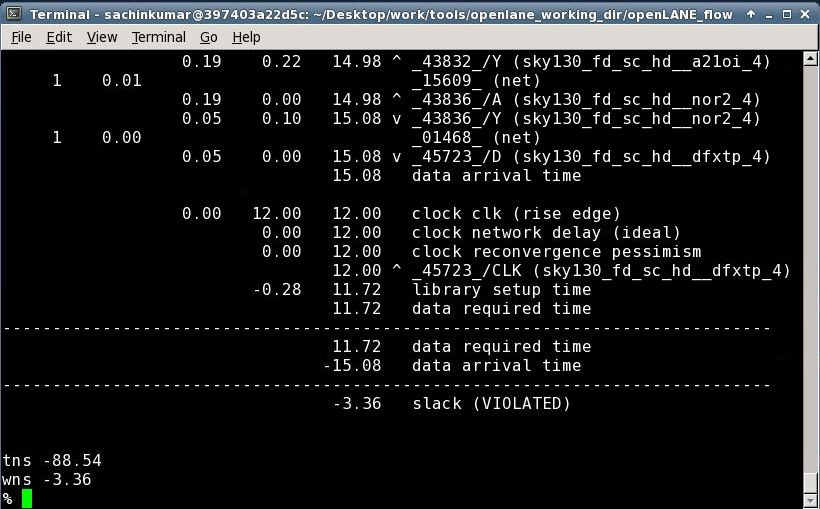 Terminal - sachinkumar@397403a22d5c: ~/Desktop/work/tools/openlane_working_dir/openLANE_flow
File Edit View Terminal Go Help
0.19 0.22 14.98 ^ _43832_/Y (sky130_fd_sc_hd__a21oi_4)
1 0.01 _15609_ (net)
0.19 0.00 14.98 ^ _43836_/A (sky130_fd_sc_hd__nor2_4)
0.05 0.10 15.08 v _43836_/Y (sky130_fd_sc_hd__nor2_4)
1 0.00 _01468_ (net)
0.05 0.00 15.08 v _45723_/D (sky130_fd_sc_hd__dfxtp_4)
15.08 data arrival time
0.00 12.00 12.00 clock clk (rise edge)
0.00 12.00 clock network delay (ideal)
0.00 12.00 clock reconvergence pessimism
12.00 ^ _45723_/CLK (sky130_fd_sc_hd__dfxtp_4)
-0.28 11.72 library setup time
11.72 data required time
-----------------------------------------------------------------------------
11.72 data required time
-15.08 data arrival time
-----------------------------------------------------------------------------
-3.36 slack (VIOLATED)
tns -88.54
wns -3.36
%